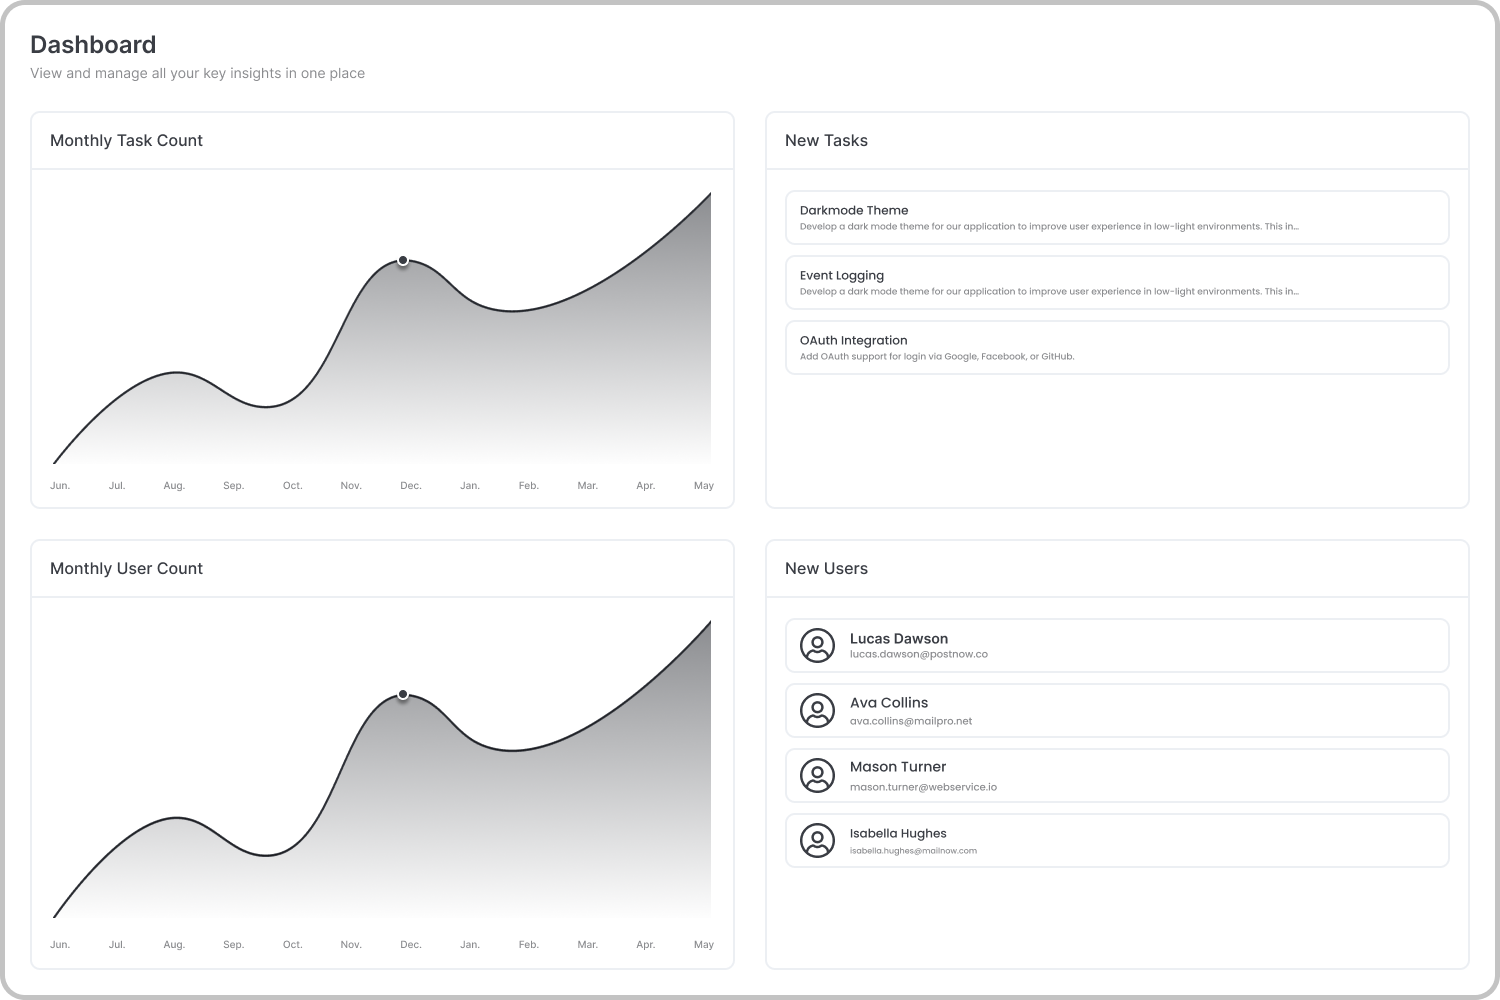 Dashboard
View and manage all your key insights in one place
Monthly Task Count
Jun. Jul. Aug. Sep. Oct. Nov. Dec. Jan. Feb. Mar. Apr. May
New Tasks
Darkmode Theme
Develop a dark mode theme for our application to improve user experience in low-light environments. This in...
Event Logging
Develop a dark mode theme for our application to improve user experience in low-light environments. This in...
OAuth Integration
Add OAuth support for login via Google, Facebook, or GitHub.
Monthly User Count
Jun. Jul. Aug. Sep. Oct. Nov. Dec. Jan. Feb. Mar. Apr. May
New Users
Lucas Dawson
lucas.dawson@postnow.co
Ava Collins
ava.collins@mailpro.net
Mason Turner
mason.turner@webservice.io
Isabella Hughes
isabella.hughes@mailnow.com